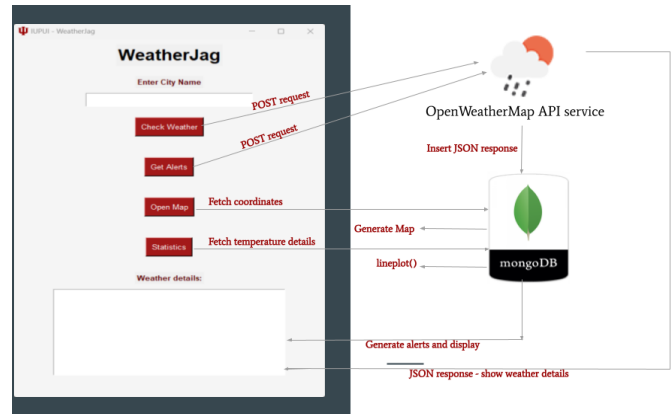 IUPUI - WeatherJag
WeatherJag
Enter City Name
POST request
Check Weather
POST request
Get Alerts
Open Map
Fetch coordinates
Statistics
Fetch temperature details
Weather details:
OpenWeatherMap API service
Insert JSON response
Generate Map
lineplot()
mongoDB
Generate alerts and display
JSON response - show weather details